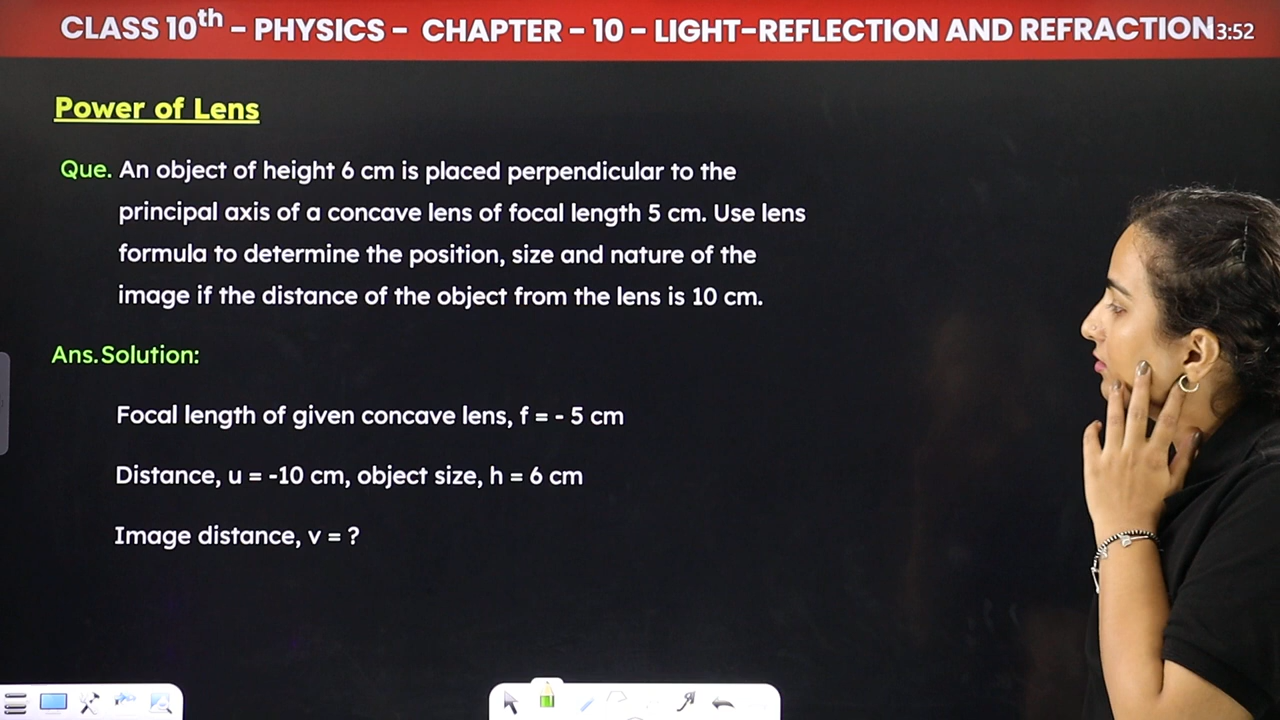 CLASS 10th - PHYSICS - CHAPTER - 10 - LIGHT-REFLECTION AND REFRACTION
3:52
Power of Lens
Que. An object of height 6 cm is placed perpendicular to the
principal axis of a concave lens of focal length 5 cm. Use lens
formula to determine the position, size and nature of the
image if the distance of the object from the lens is 10 cm.
Ans.Solution:
Focal length of given concave lens, f = - 5 cm
Distance, u = -10 cm, object size, h = 6 cm
Image distance, v = ?